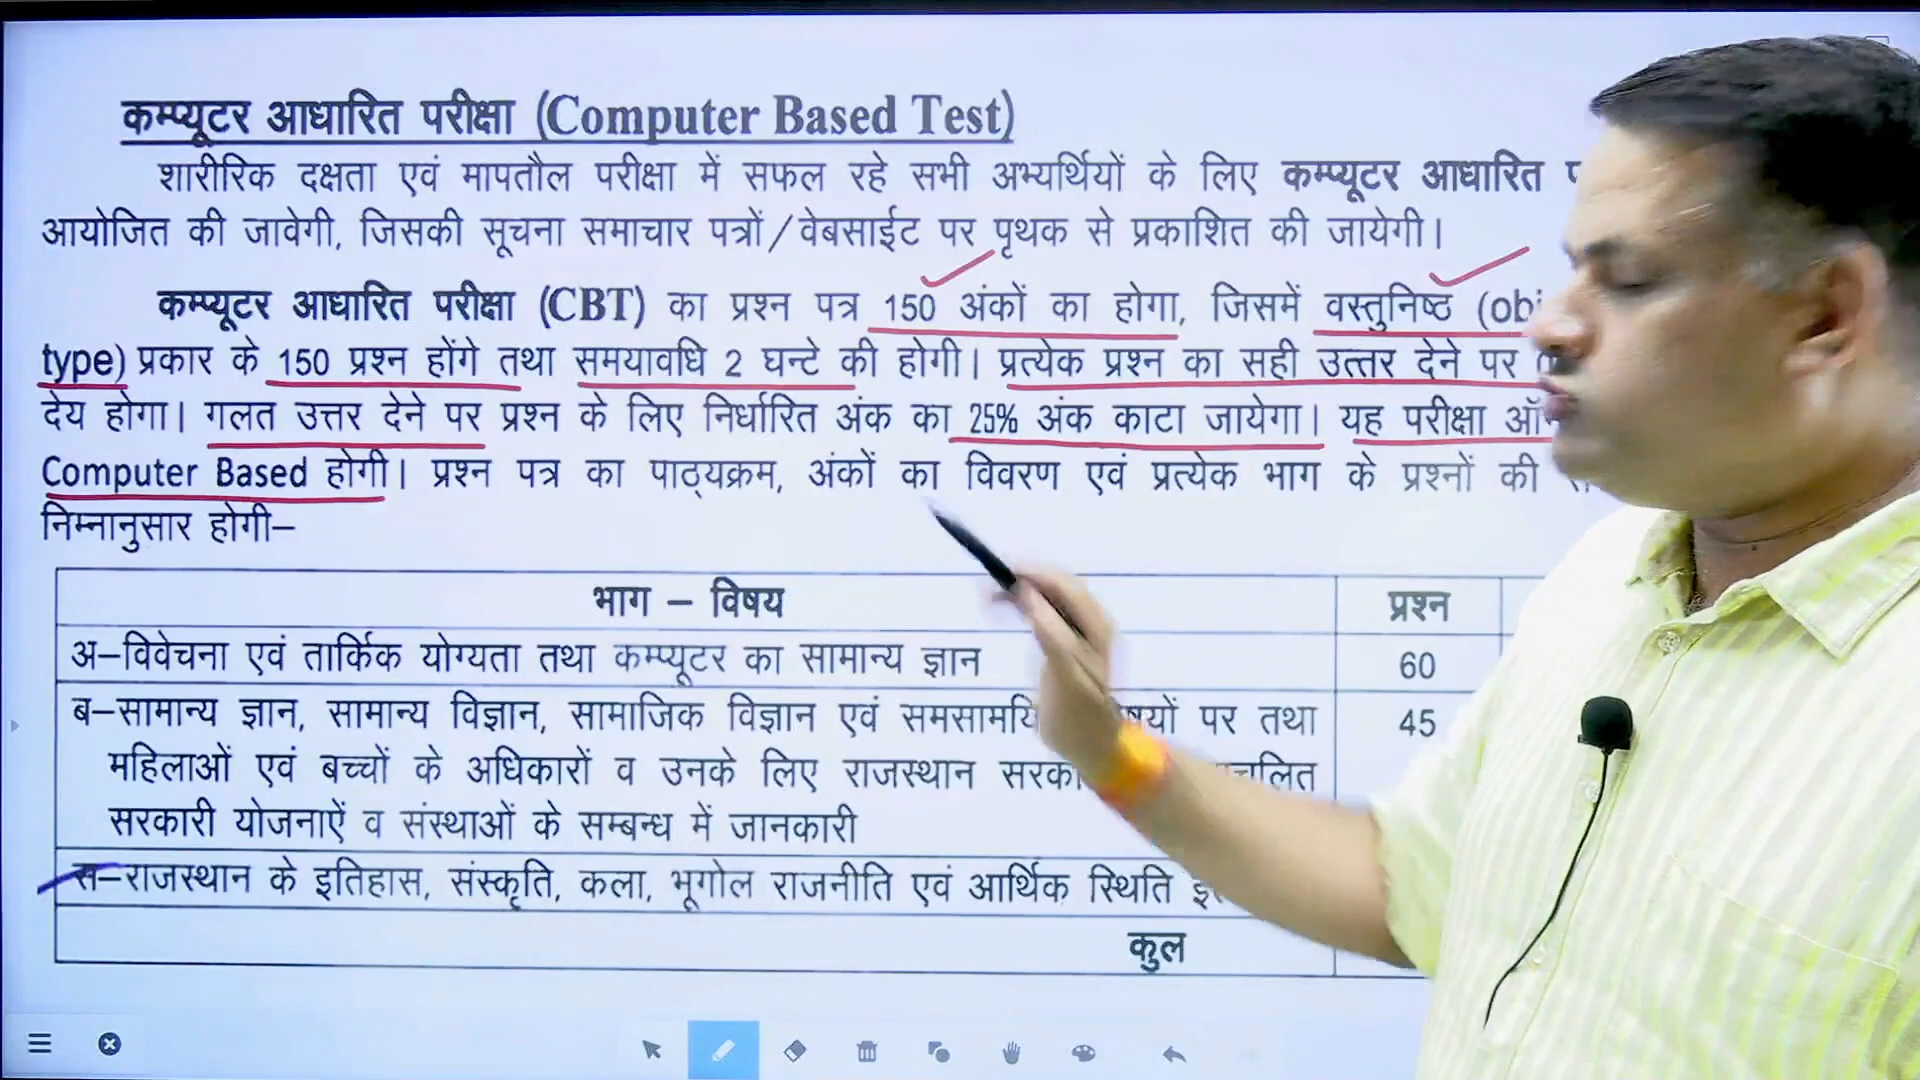 कम्प्यूटर आधारित परीक्षा (Computer Based Test)
शारीरिक दक्षता एवं मापतौल परीक्षा में सफल रहे सभी अभ्यर्थियों के लिए कम्प्यूटर आधारित
आयोजित की जावेगी, जिसकी सूचना समाचार पत्रों/वेबसाईट पर पृथक से प्रकाशित की जायेगी।
कम्प्यूटर आधारित परीक्षा (CBT) का प्रश्न पत्र 150 अंकों का होगा, जिसमें वस्तुनिष्ठ
type) प्रकार के 150 प्रश्न होंगे तथा समयावधि 2 घन्टे की होगी। प्रत्येक प्रश्न का सही उत्तर देने पर
देय होगा। गलत उत्तर देने पर प्रश्न के लिए निर्धारित अंक का 25% अंक काटा जायेगा। यह परीक्षा
Computer Based होगी। प्रश्न पत्र का पाठ्यक्रम, अंकों का विवरण एवं प्रत्येक भाग के प्रश्नों की
निम्नानुसार होगी–
भाग – विषय प्रश्न
अ–विवेचना एवं तार्किक योग्यता तथा कम्प्यूटर का सामान्य ज्ञान 60
ब–सामान्य ज्ञान, सामान्य विज्ञान, सामाजिक विज्ञान एवं पर तथा 45
महिलाओं एवं बच्चों के अधिकारों व उनके लिए राजस्थान
सरकारी योजनाऐं व संस्थाओं के सम्बन्ध में जानकारी
स–राजस्थान के इतिहास, संस्कृति, कला, भूगोल राजनीति एवं आर्थिक स्थिति
कुल